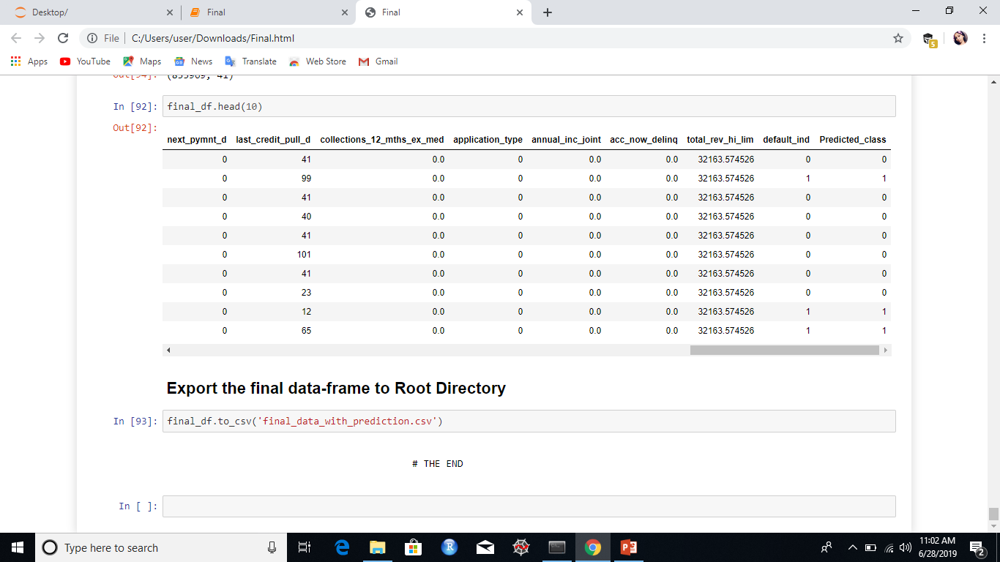 Desktop/ Final Final
File C:/Users/user/Downloads/Final.html
Apps YouTube Maps News Translate Web Store Gmail
In [92]: final_df.head(10)
Out[92]:
next_pymnt_d last_credit_pull_d collections_12_mths_ex_med application_type annual_inc_joint acc_now_delinq total_rev_hi_lim default_ind Predicted_class
0 41 0.0 0 0.0 0.0 32163.574526 0 0
0 99 0.0 0 0.0 0.0 32163.574526 1 1
0 41 0.0 0 0.0 0.0 32163.574526 0 0
0 40 0.0 0 0.0 0.0 32163.574526 0 0
0 41 0.0 0 0.0 0.0 32163.574526 0 0
0 101 0.0 0 0.0 0.0 32163.574526 0 0
0 41 0.0 0 0.0 0.0 32163.574526 0 0
0 23 0.0 0 0.0 0.0 32163.574526 0 0
0 12 0.0 0 0.0 0.0 32163.574526 1 1
0 65 0.0 0 0.0 0.0 32163.574526 1 1
Export the final data-frame to Root Directory
In [93]: final_df.to_csv('final_data_with_prediction.csv')
# THE END
In [ ]:
Type here to search
11:02 AM
6/28/2019
2